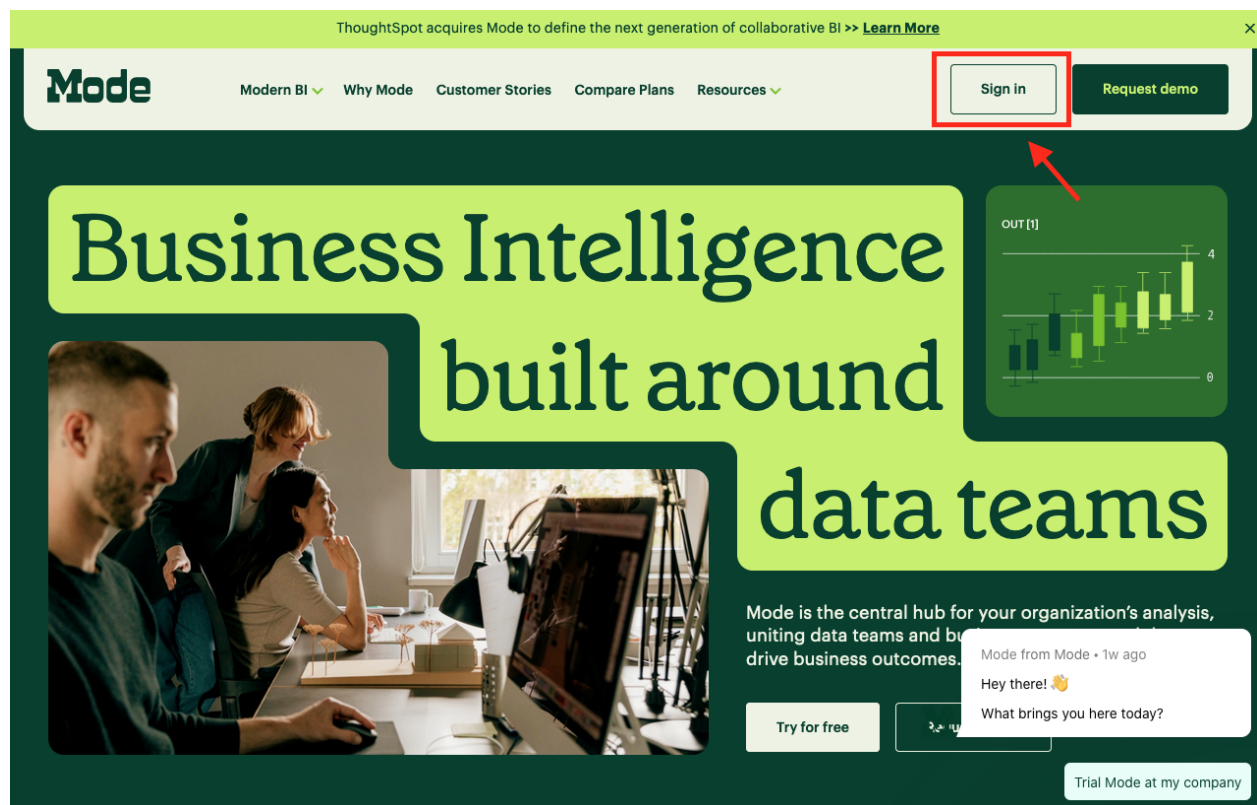 ThoughtSpot acquires Mode to define the next generation of collaborative BI >> Learn More
Mode
Modern BI
Why Mode
Customer Stories
Compare Plans
Resources
Sign in
Request demo
Business Intelligence
built around
data teams
OUT [1]
4
2
0
Mode is the central hub for your organization's analysis,
uniting data teams and
drive business outcomes.
Mode from Mode • 1w ago
Hey there! 👋
What brings you here today?
Try for free
Trial Mode at my company